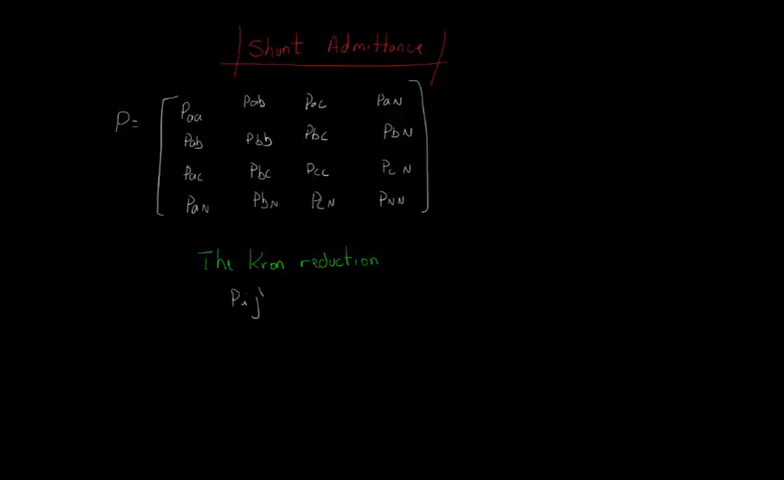 Shunt Admittance
P= Paa Pab Pac PaN
Pab Pbb Pbc PbN
Pac Pbc Pcc PcN
PaN PbN PcN PNN
The Kron reduction
Pij